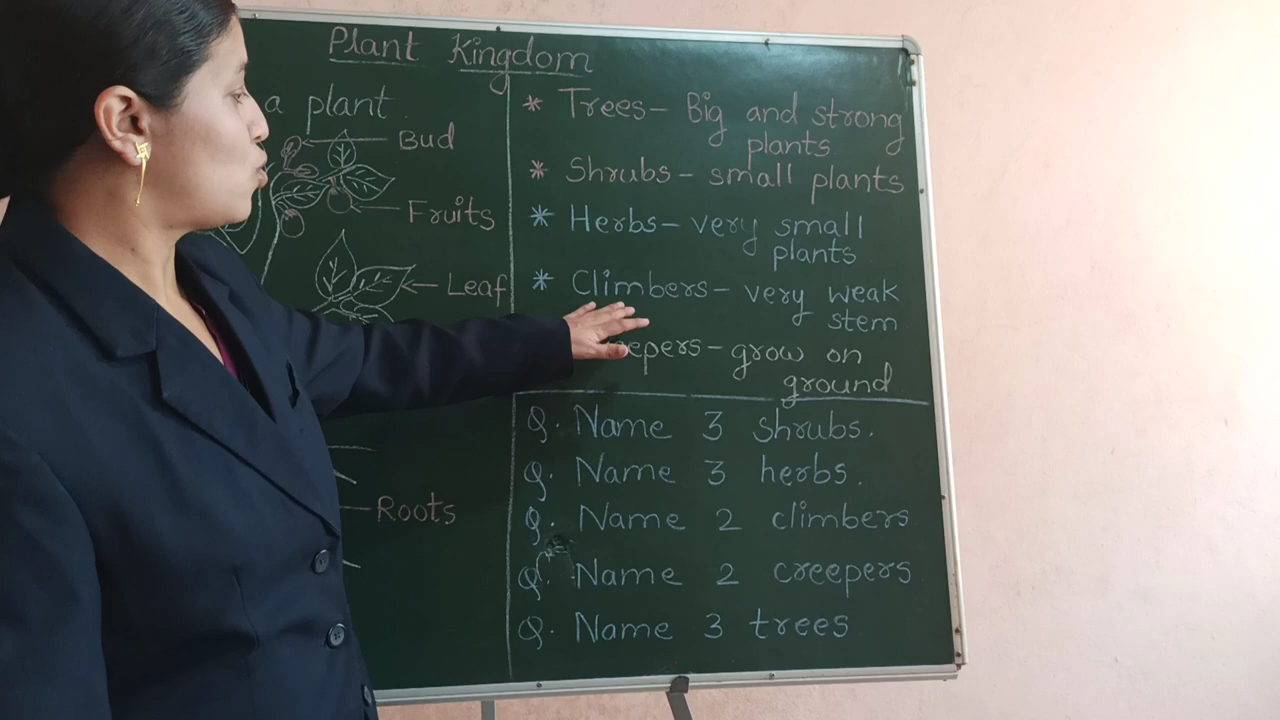 Plant Kingdom
a plant
Bud
Fruits
Leaf
Roots
* Trees - Big and strong
plants
* Shrubs - small plants
* Herbs - very small
plants
* Climbers - very weak
stem
eepers - grow on
ground
Q. Name 3 shrubs.
Q. Name 3 herbs.
Q. Name 2 climbers
Q. Name 2 creepers
Q. Name 3 trees